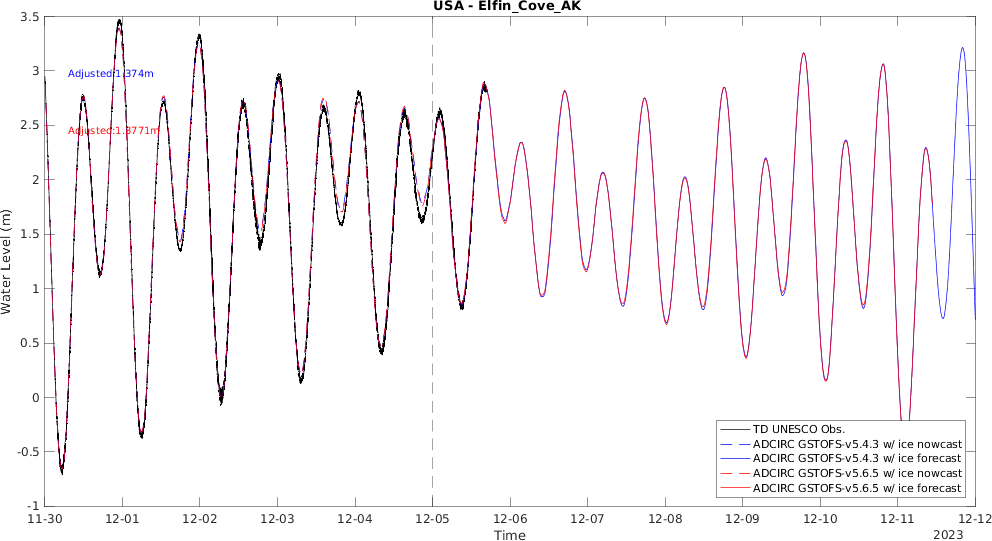 USA - Elfin_Cove_AK
3.5
3
2.5
2
1.5
1
0.5
0
-0.5
-1
Water Level (m)
Adjusted:1.374m
Adjusted:1.3771m
TD UNESCO Obs.
ADCIRC GSTOFS-v5.4.3 w/ ice nowcast
ADCIRC GSTOFS-v5.4.3 w/ ice forecast
ADCIRC GSTOFS-v5.6.5 w/ ice nowcast
ADCIRC GSTOFS-v5.6.5 w/ ice forecast
11-30 12-01 12-02 12-03 12-04 12-05 12-06 12-07 12-08 12-09 12-10 12-11 12-12
Time
2023